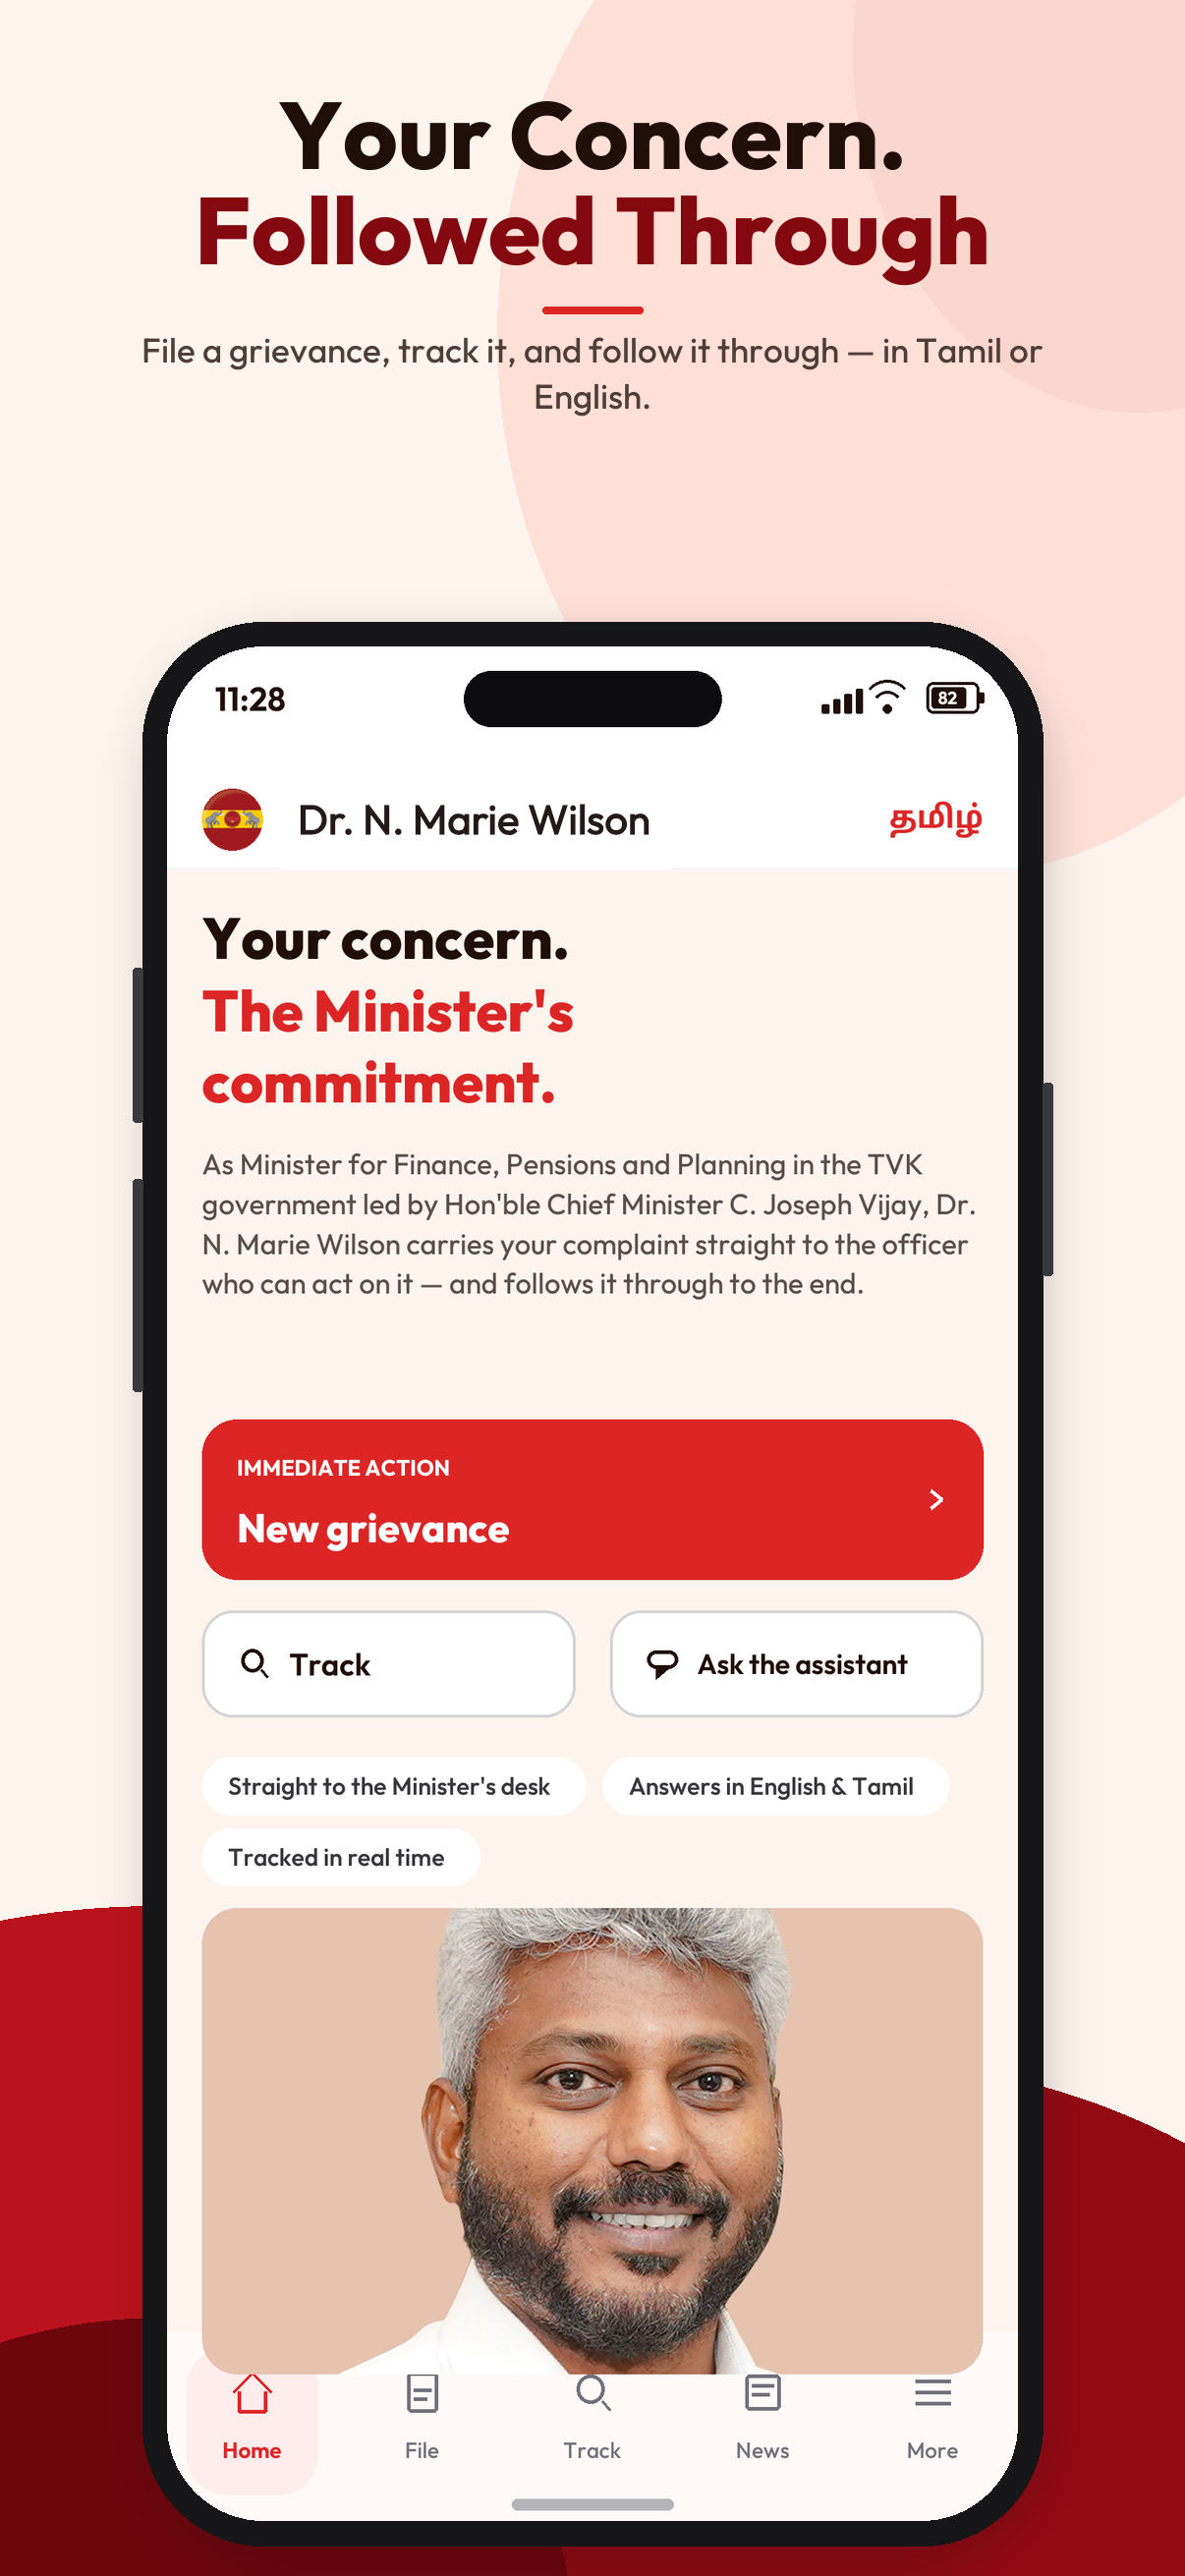 Your Concern.
Followed Through
File a grievance, track it, and follow it through — in Tamil or
English.
11:28
82
Dr. N. Marie Wilson
தமிழ்
Your concern.
The Minister's
commitment.
As Minister for Finance, Pensions and Planning in the TVK
government led by Hon'ble Chief Minister C. Joseph Vijay, Dr.
N. Marie Wilson carries your complaint straight to the officer
who can act on it — and follows it through to the end.
IMMEDIATE ACTION
New grievance
Track
Ask the assistant
Straight to the Minister's desk
Answers in English & Tamil
Tracked in real time
Home
File
Track
News
More